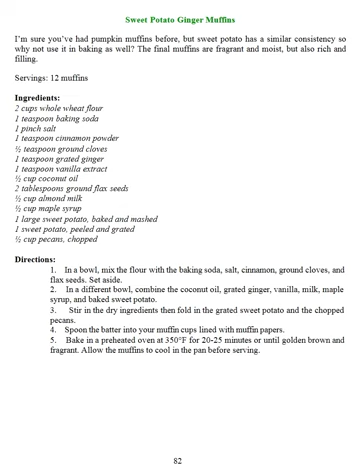 Sweet Potato Ginger Muffins
I'm sure you've had pumpkin muffins before, but sweet potato has a similar consistency so
why not use it in baking as well? The final muffins are fragrant and moist, but also rich and
filling.
Servings: 12 muffins
Ingredients:
2 cups whole wheat flour
1 teaspoon baking soda
1 pinch salt
1 teaspoon cinnamon powder
½ teaspoon ground cloves
1 teaspoon grated ginger
1 teaspoon vanilla extract
½ cup coconut oil
2 tablespoons ground flax seeds
½ cup almond milk
½ cup maple syrup
1 large sweet potato, baked and mashed
1 sweet potato, peeled and grated
½ cup pecans, chopped
Directions:
1. In a bowl, mix the flour with the baking soda, salt, cinnamon, ground cloves, and
flax seeds. Set aside.
2. In a different bowl, combine the coconut oil, grated ginger, vanilla, milk, maple
syrup, and baked sweet potato.
3. Stir in the dry ingredients then fold in the grated sweet potato and the chopped
pecans.
4. Spoon the batter into your muffin cups lined with muffin papers.
5. Bake in a preheated oven at 350°F for 20-25 minutes or until golden brown and
fragrant. Allow the muffins to cool in the pan before serving.
82